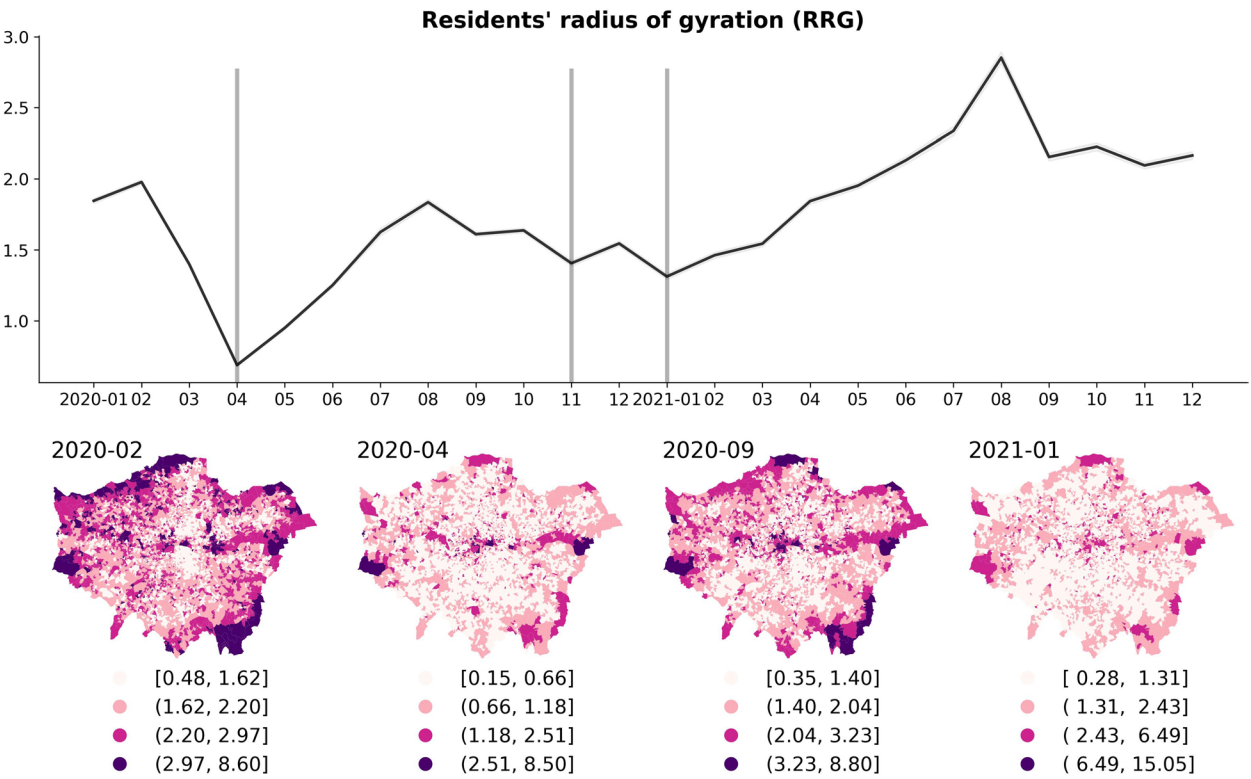 Residents' radius of gyration (RRG)
3.0
2.5
2.0
1.5
1.0
2020-01 02 03 04 05 06 07 08 09 10 11 12 2021-01 02 03 04 05 06 07 08 09 10 11 12
2020-02 2020-04 2020-09 2021-01
[0.48, 1.62] [0.15, 0.66] [0.35, 1.40] [ 0.28, 1.31]
(1.62, 2.20] (0.66, 1.18] (1.40, 2.04] ( 1.31, 2.43]
(2.20, 2.97] (1.18, 2.51] (2.04, 3.23] ( 2.43, 6.49]
(2.97, 8.60] (2.51, 8.50] (3.23, 8.80] ( 6.49, 15.05]